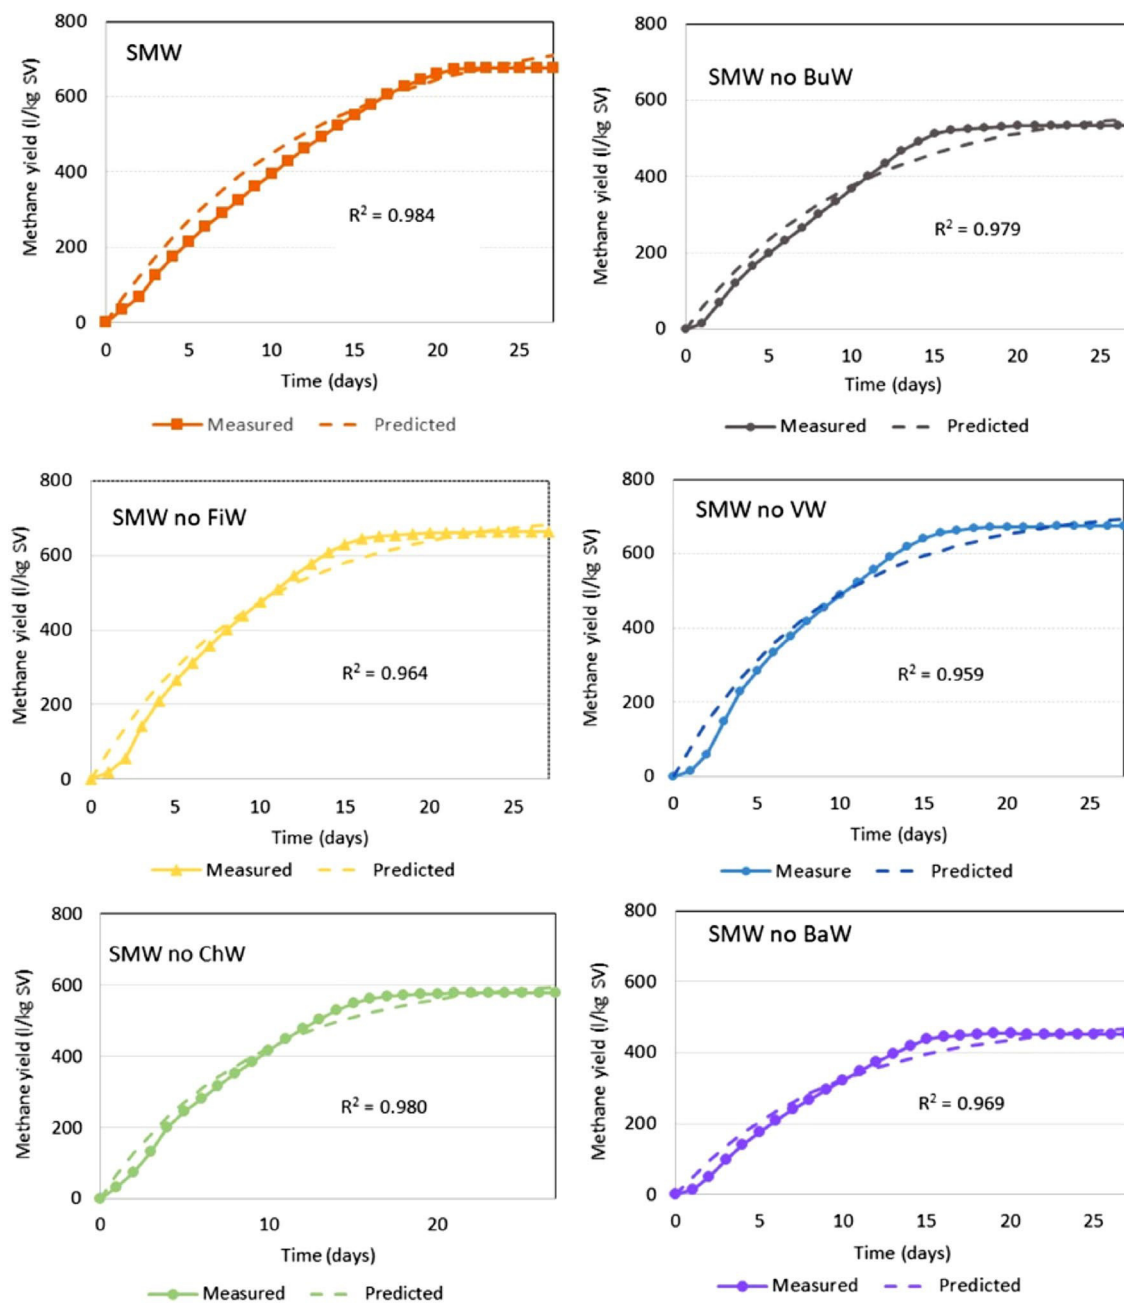 SMW
Methane yield (l/kg SV)
800
600
400
200
0
R² = 0.984
0 5 10 15 20 25
Time (days)
Measured Predicted
SMW no BuW
Methane yield (l/kg SV)
800
600
400
200
0
R² = 0.979
0 5 10 15 20 25
Time (days)
Measured Predicted
SMW no FiW
Methane yield (l/kg SV)
800
600
400
200
0
R² = 0.964
0 5 10 15 20 25
Time (days)
Measured Predicted
SMW no VW
Methane yield (l/kg SV)
800
600
400
200
0
R² = 0.959
0 5 10 15 20 25
Time (days)
Measure Predicted
SMW no ChW
Methane yield (l/kg SV)
800
600
400
200
0
R² = 0.980
0 10 20
Time (days)
Measured Predicted
SMW no BaW
Methane yield (l/kg SV)
800
600
400
200
0
R² = 0.969
0 5 10 15 20 25
Time (days)
Measured Predicted